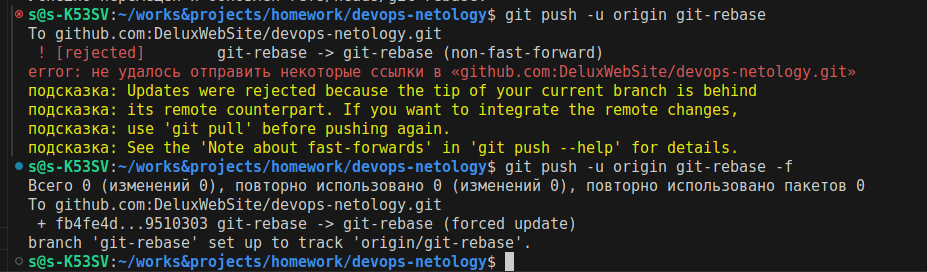 s@s-K53SV:~/works&projects/homework/devops-netology$ git push -u origin git-rebase
To github.com:DeluxWebSite/devops-netology.git
 ! [rejected]        git-rebase -> git-rebase (non-fast-forward)
error: не удалось отправить некоторые ссылки в «github.com:DeluxWebSite/devops-netology.git»
подсказка: Updates were rejected because the tip of your current branch is behind
подсказка: its remote counterpart. If you want to integrate the remote changes,
подсказка: use 'git pull' before pushing again.
подсказка: See the 'Note about fast-forwards' in 'git push --help' for details.
s@s-K53SV:~/works&projects/homework/devops-netology$ git push -u origin git-rebase -f
Всего 0 (изменений 0), повторно использовано 0 (изменений 0), повторно использовано пакетов 0
To github.com:DeluxWebSite/devops-netology.git
 + fb4fe4d...9510303 git-rebase -> git-rebase (forced update)
branch 'git-rebase' set up to track 'origin/git-rebase'.
s@s-K53SV:~/works&projects/homework/devops-netology$